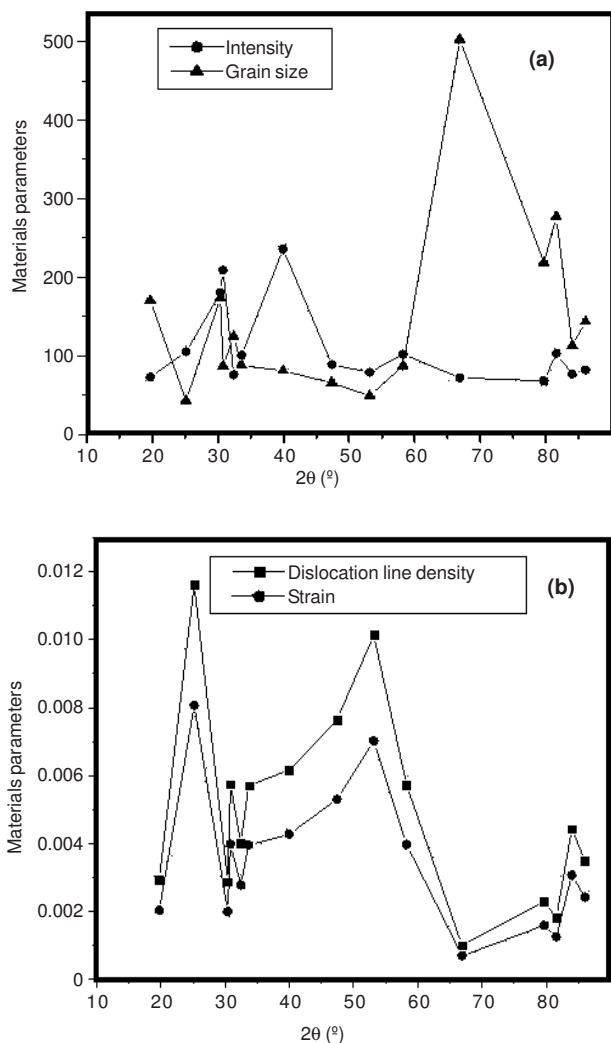 Intensity
Grain size
(a)
Materials parameters
500
400
300
200
100
0
10 20 30 40 50 60 70 80
2θ (º)
Dislocation line density
Strain
(b)
Materials parameters
0.012
0.010
0.008
0.006
0.004
0.002
0
10 20 30 40 50 60 70 80
2θ (º)